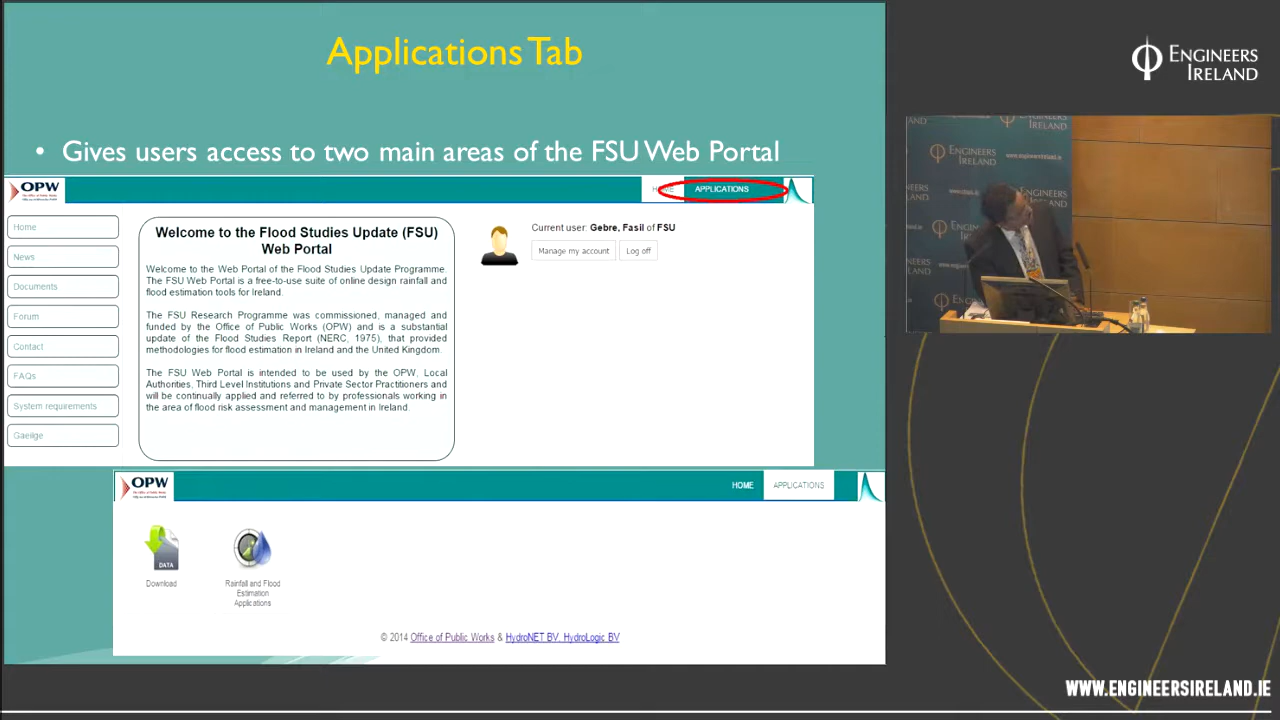 Applications Tab
• Gives users access to two main areas of the FSU Web Portal
OPW
APPLICATIONS
Home
News
Documents
Forum
Contact
FAQs
System requirements
Gaeilge
Welcome to the Flood Studies Update (FSU)
Web Portal
Welcome to the Web Portal of the Flood Studies Update Programme.
The FSU Web Portal is a free-to-use suite of online design rainfall and
flood estimation tools for Ireland.
The FSU Research Programme was commissioned, managed and
funded by the Office of Public Works (OPW) and is a substantial
update of the Flood Studies Report (NERC, 1975), that provided
methodologies for flood estimation in Ireland and the United Kingdom.
The FSU Web Portal is intended to be used by the OPW, Local
Authorities, Third Level Institutions and Private Sector Practitioners and
will be continually applied and referred to by professionals working in
the area of flood risk assessment and management in Ireland.
Current user: Gebre, Fasil of FSU
Manage my account
Log off
OPW
HOME
APPLICATIONS
DATA
Download
Rainfall and Flood
Estimation
Applications
© 2014 Office of Public Works & HydroNET BV, HydroLogic BV
ENGINEERS
IRELAND
ENGINEERS
IRELAND
www.engineersireland.ie
WWW.ENGINEERSIRELAND.IE